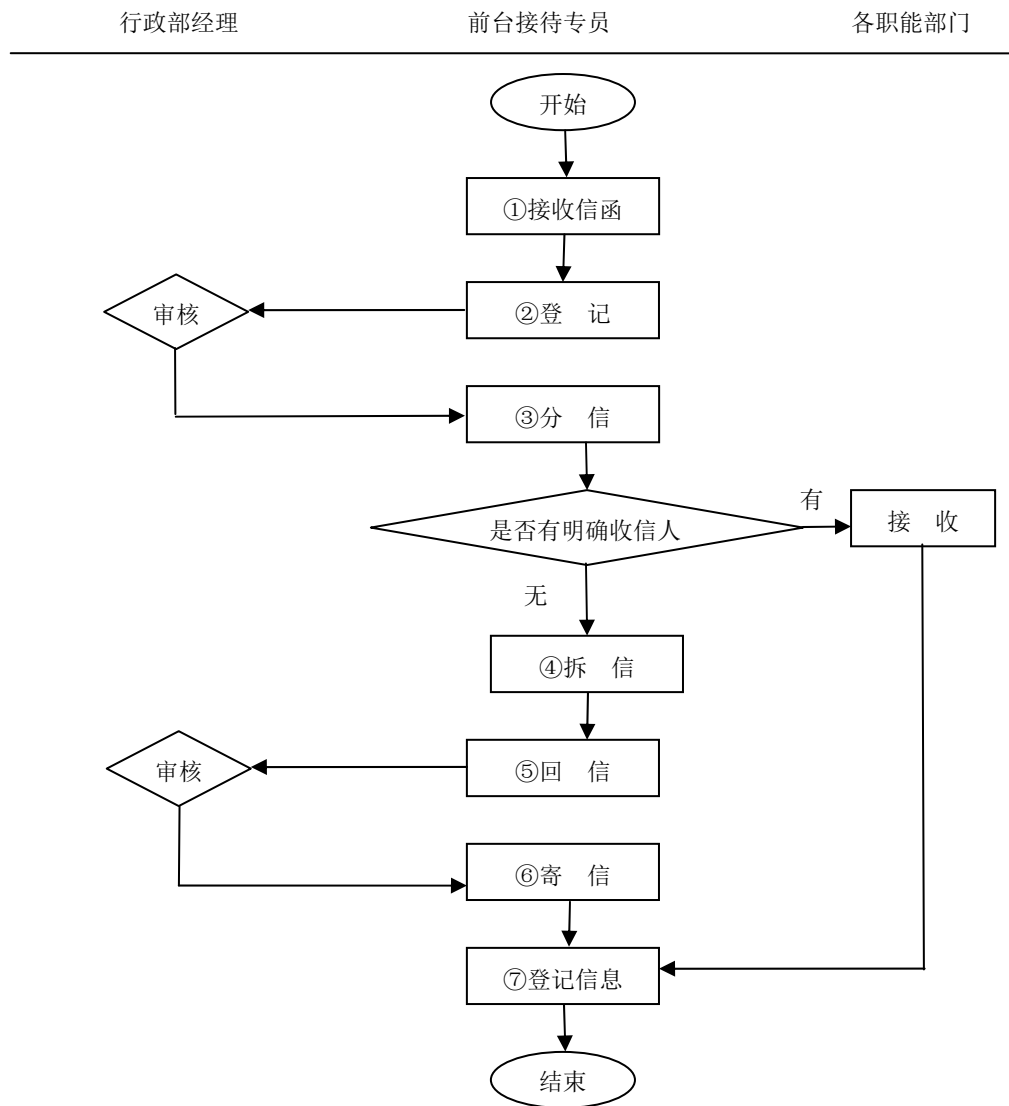 行政部经理 前台接待专员 各职能部门
开始
①接收信函
审核 ②登 记
③分 信
是否有明确收信人 有 接 收
无
④拆 信
审核 ⑤回 信
⑥寄 信
⑦登记信息
结束